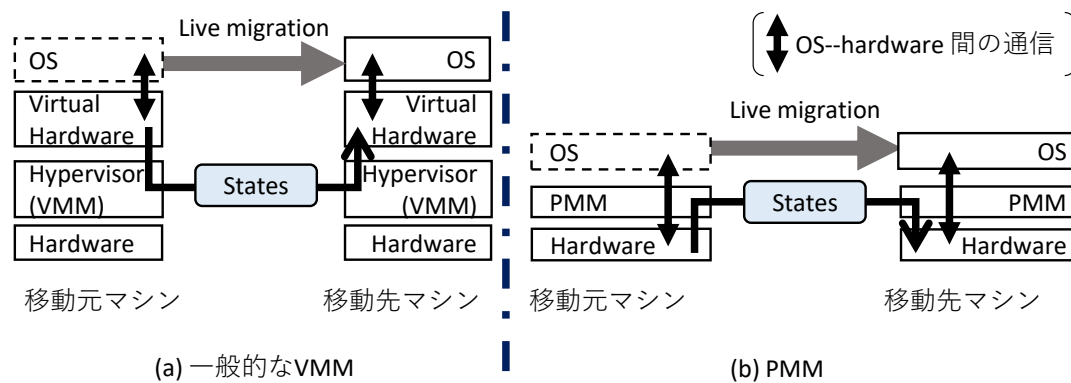 Live migration
OS
OS
Virtual
Hardware
Virtual
Hardware
Hypervisor
(VMM)
States
Hypervisor
(VMM)
Hardware
Hardware
移動元マシン
移動先マシン
(a) 一般的なVMM
OS--hardware 間の通信
Live migration
OS
OS
PMM
States
PMM
Hardware
Hardware
移動元マシン
移動先マシン
(b) PMM